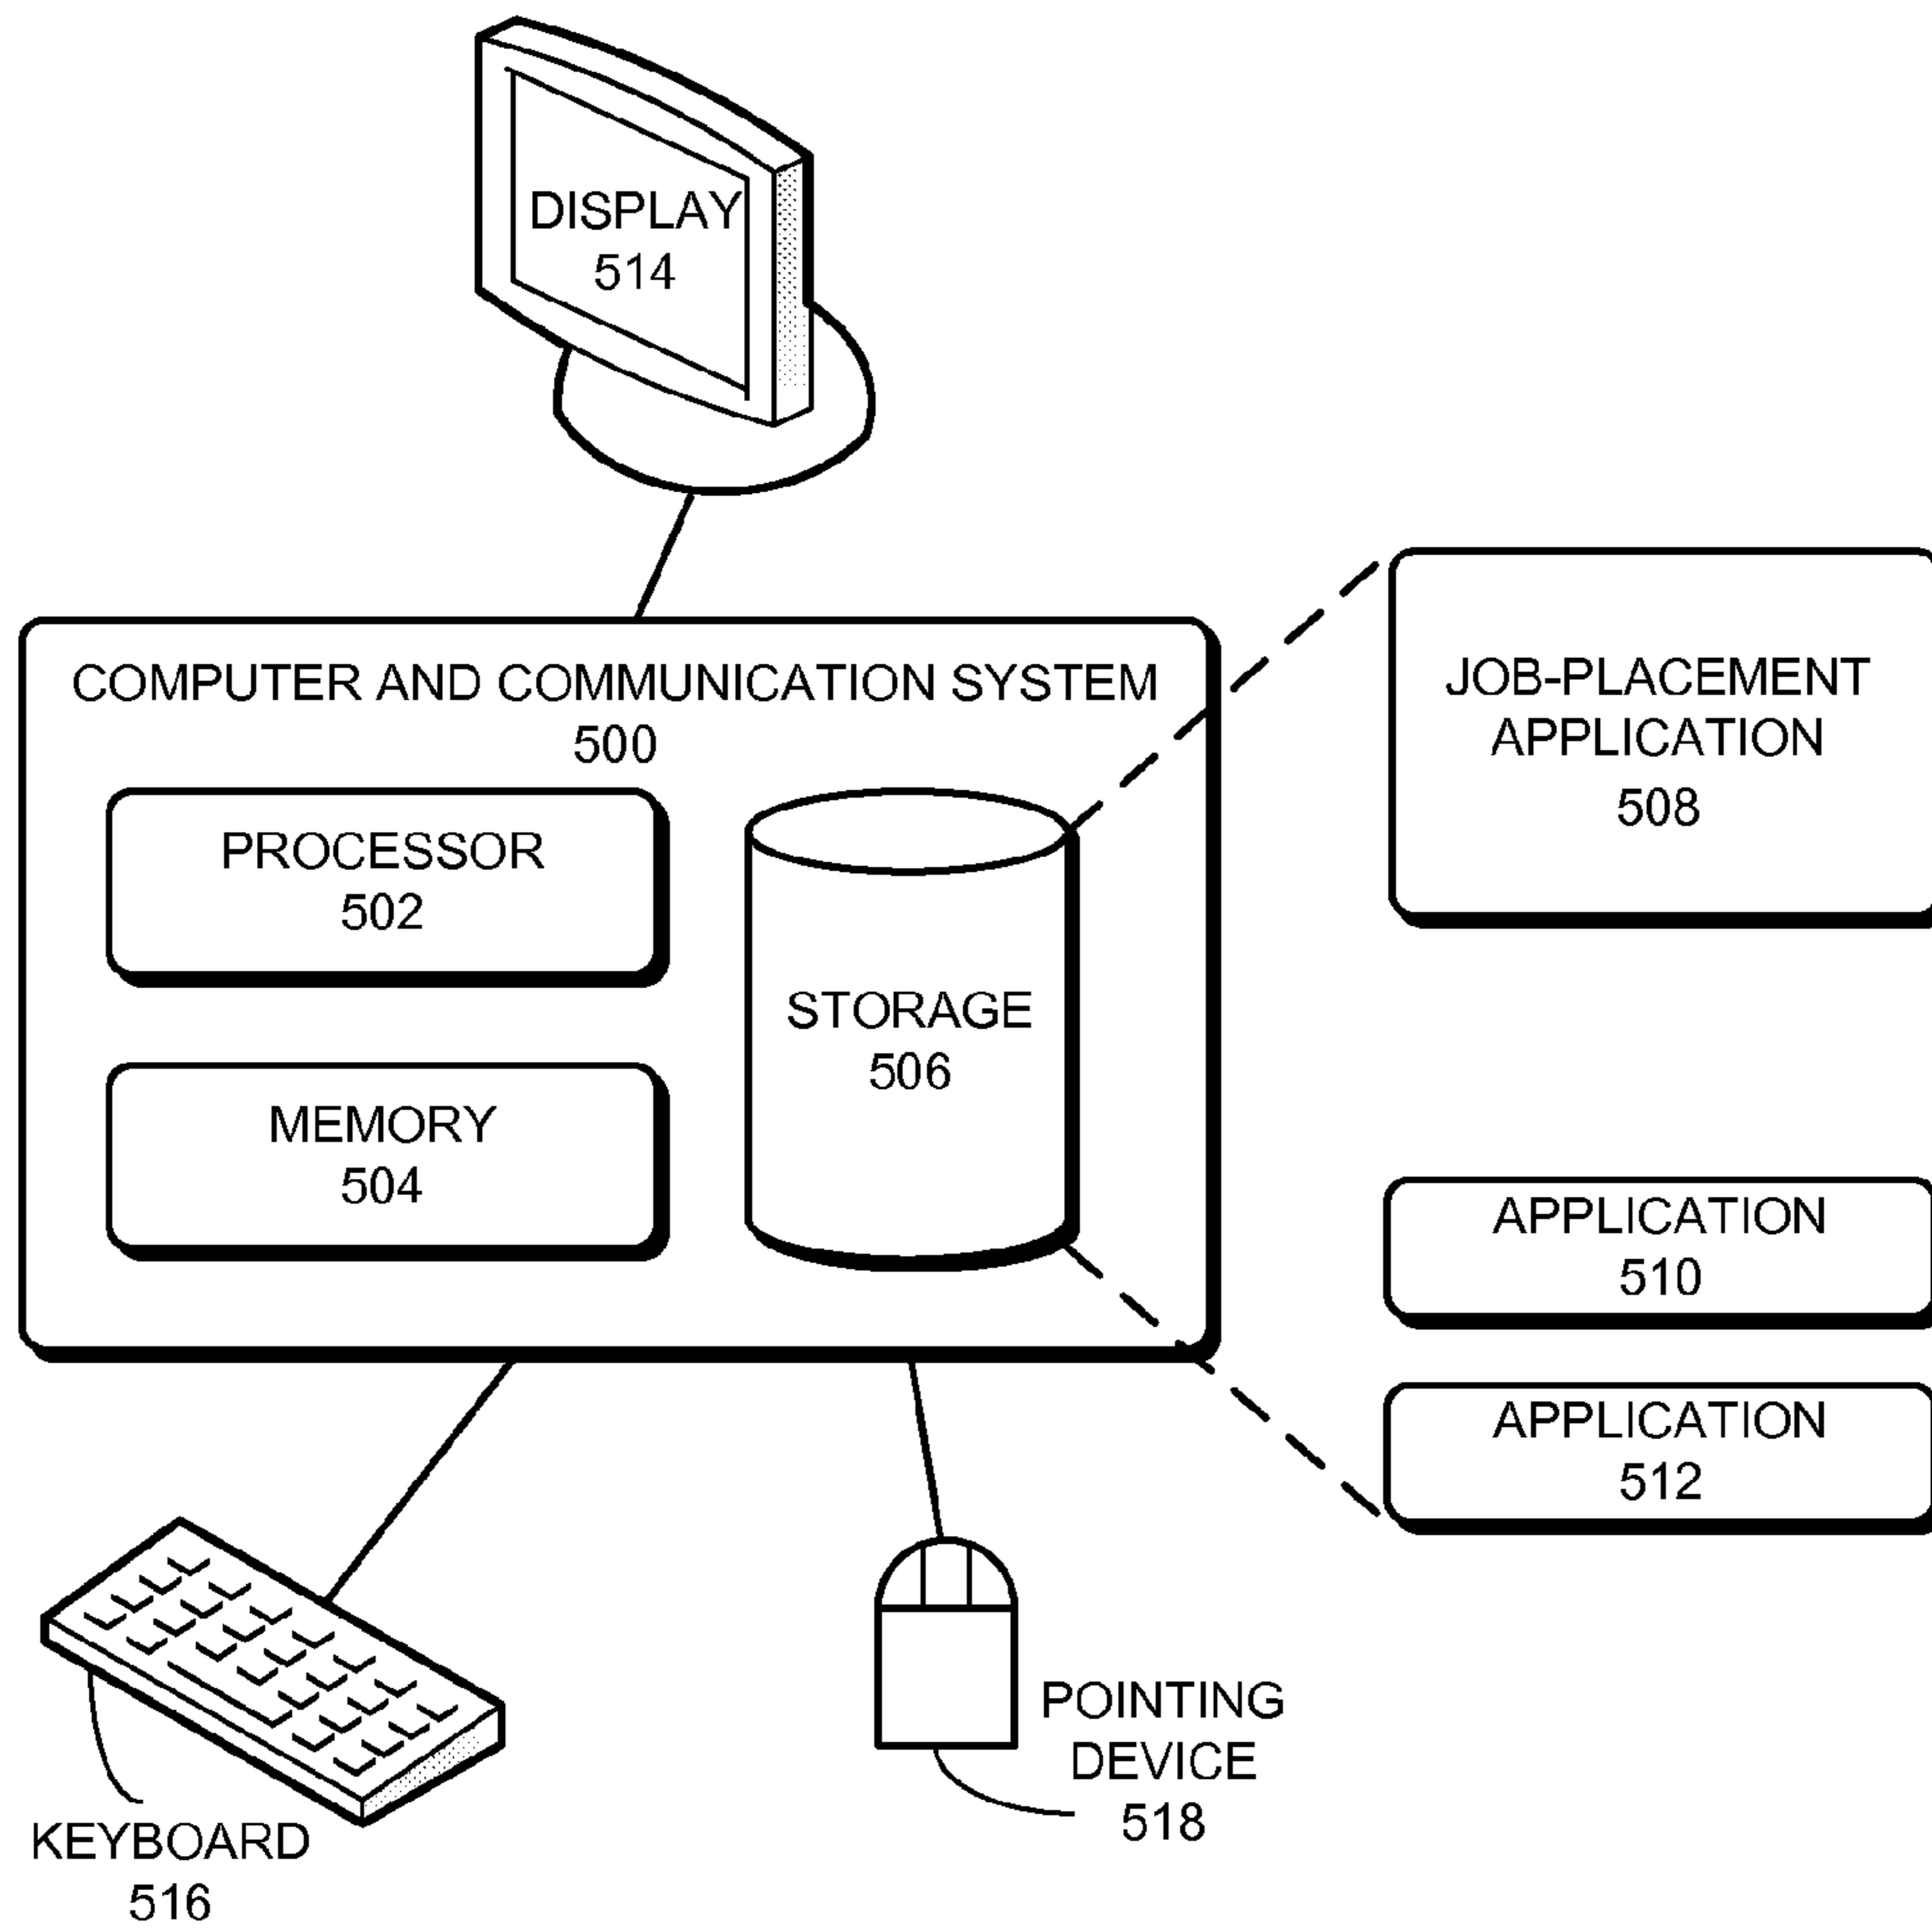 DISPLAY
514
COMPUTER AND COMMUNICATION SYSTEM
500
PROCESSOR
502
MEMORY
504
STORAGE
506
JOB-PLACEMENT
APPLICATION
508
APPLICATION
510
APPLICATION
512
KEYBOARD
516
POINTING
DEVICE
518